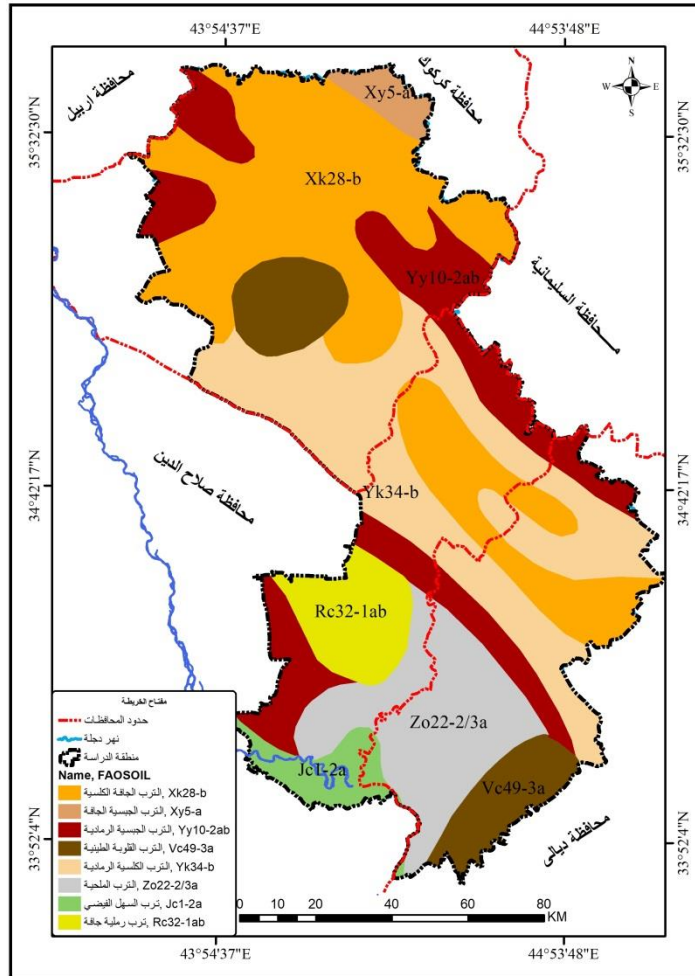 43°54'37"E
44°53'48"E
N
W
E
S
محافظة كركوك
محافظة اربيل
Xy5-a
35°32'30"N
35°32'30"N
Xk28-b
Yy10-2ab
محافظة السليمانية
34°42'17"N
34°42'17"N
Yk34-b
محافظة صلاح الدين
Rc32-1ab
Zo22-2/3a
Jc1-2a
Vc49-3a
محافظة ديالى
33°52'4"N
33°52'4"N
مفتاح الخريطة
حدود المحافظات
نهر دجلة
منطقة الدراسة
Name, FAOSOIL
الترب الجافة الكلسية, Xk28-b
الترب الجبسية الجافة, Xy5-a
الترب الجبسية الرمادية, Yy10-2ab
الترب القلوية الطينية, Vc49-3a
الترب الكلسية الرمادية, Yk34-b
الترب الملحية, Zo22-2/3a
ترب السهل الفيضي, Jc1-2a
ترب رملية جافة, Rc32-1ab
0 10 20 40 60 80
KM
43°54'37"E
44°53'48"E